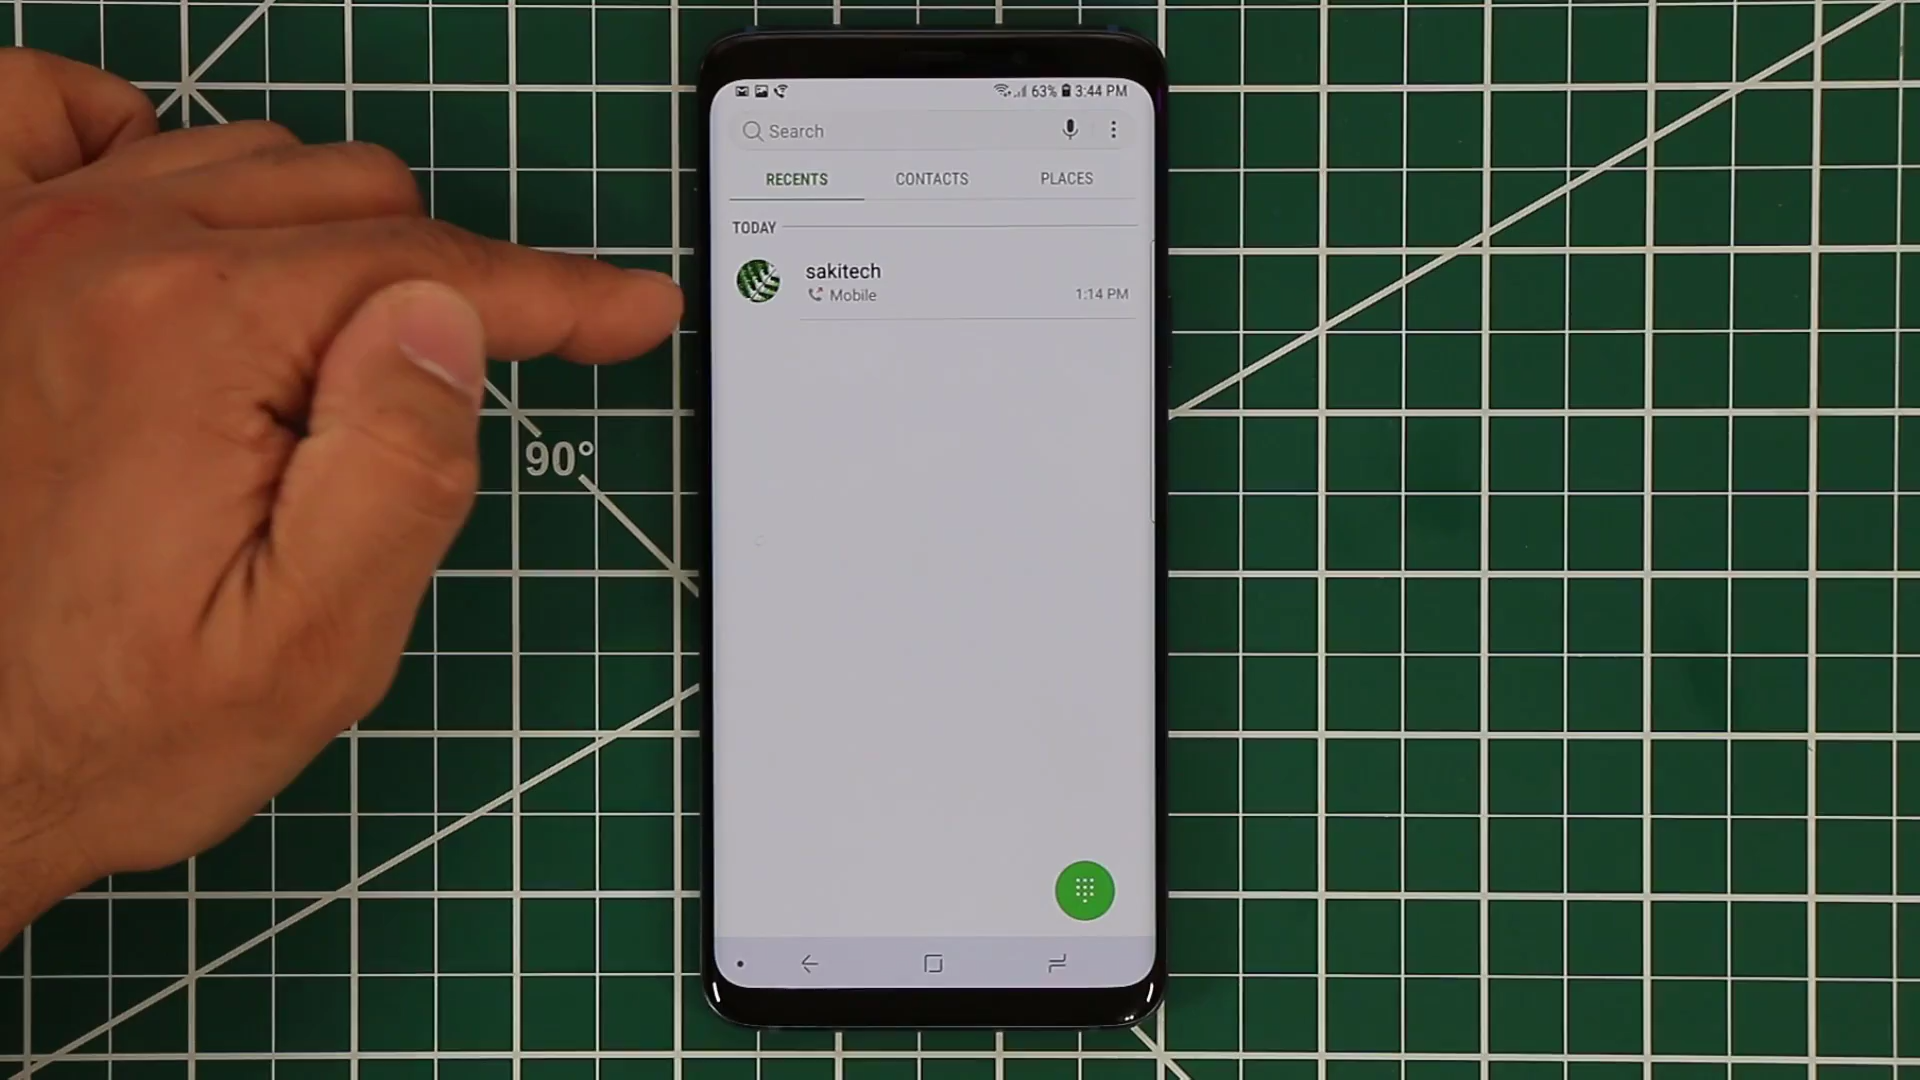 63% 3:44 PM
Search
RECENTS CONTACTS PLACES
TODAY
sakitech
Mobile 1:14 PM
90°